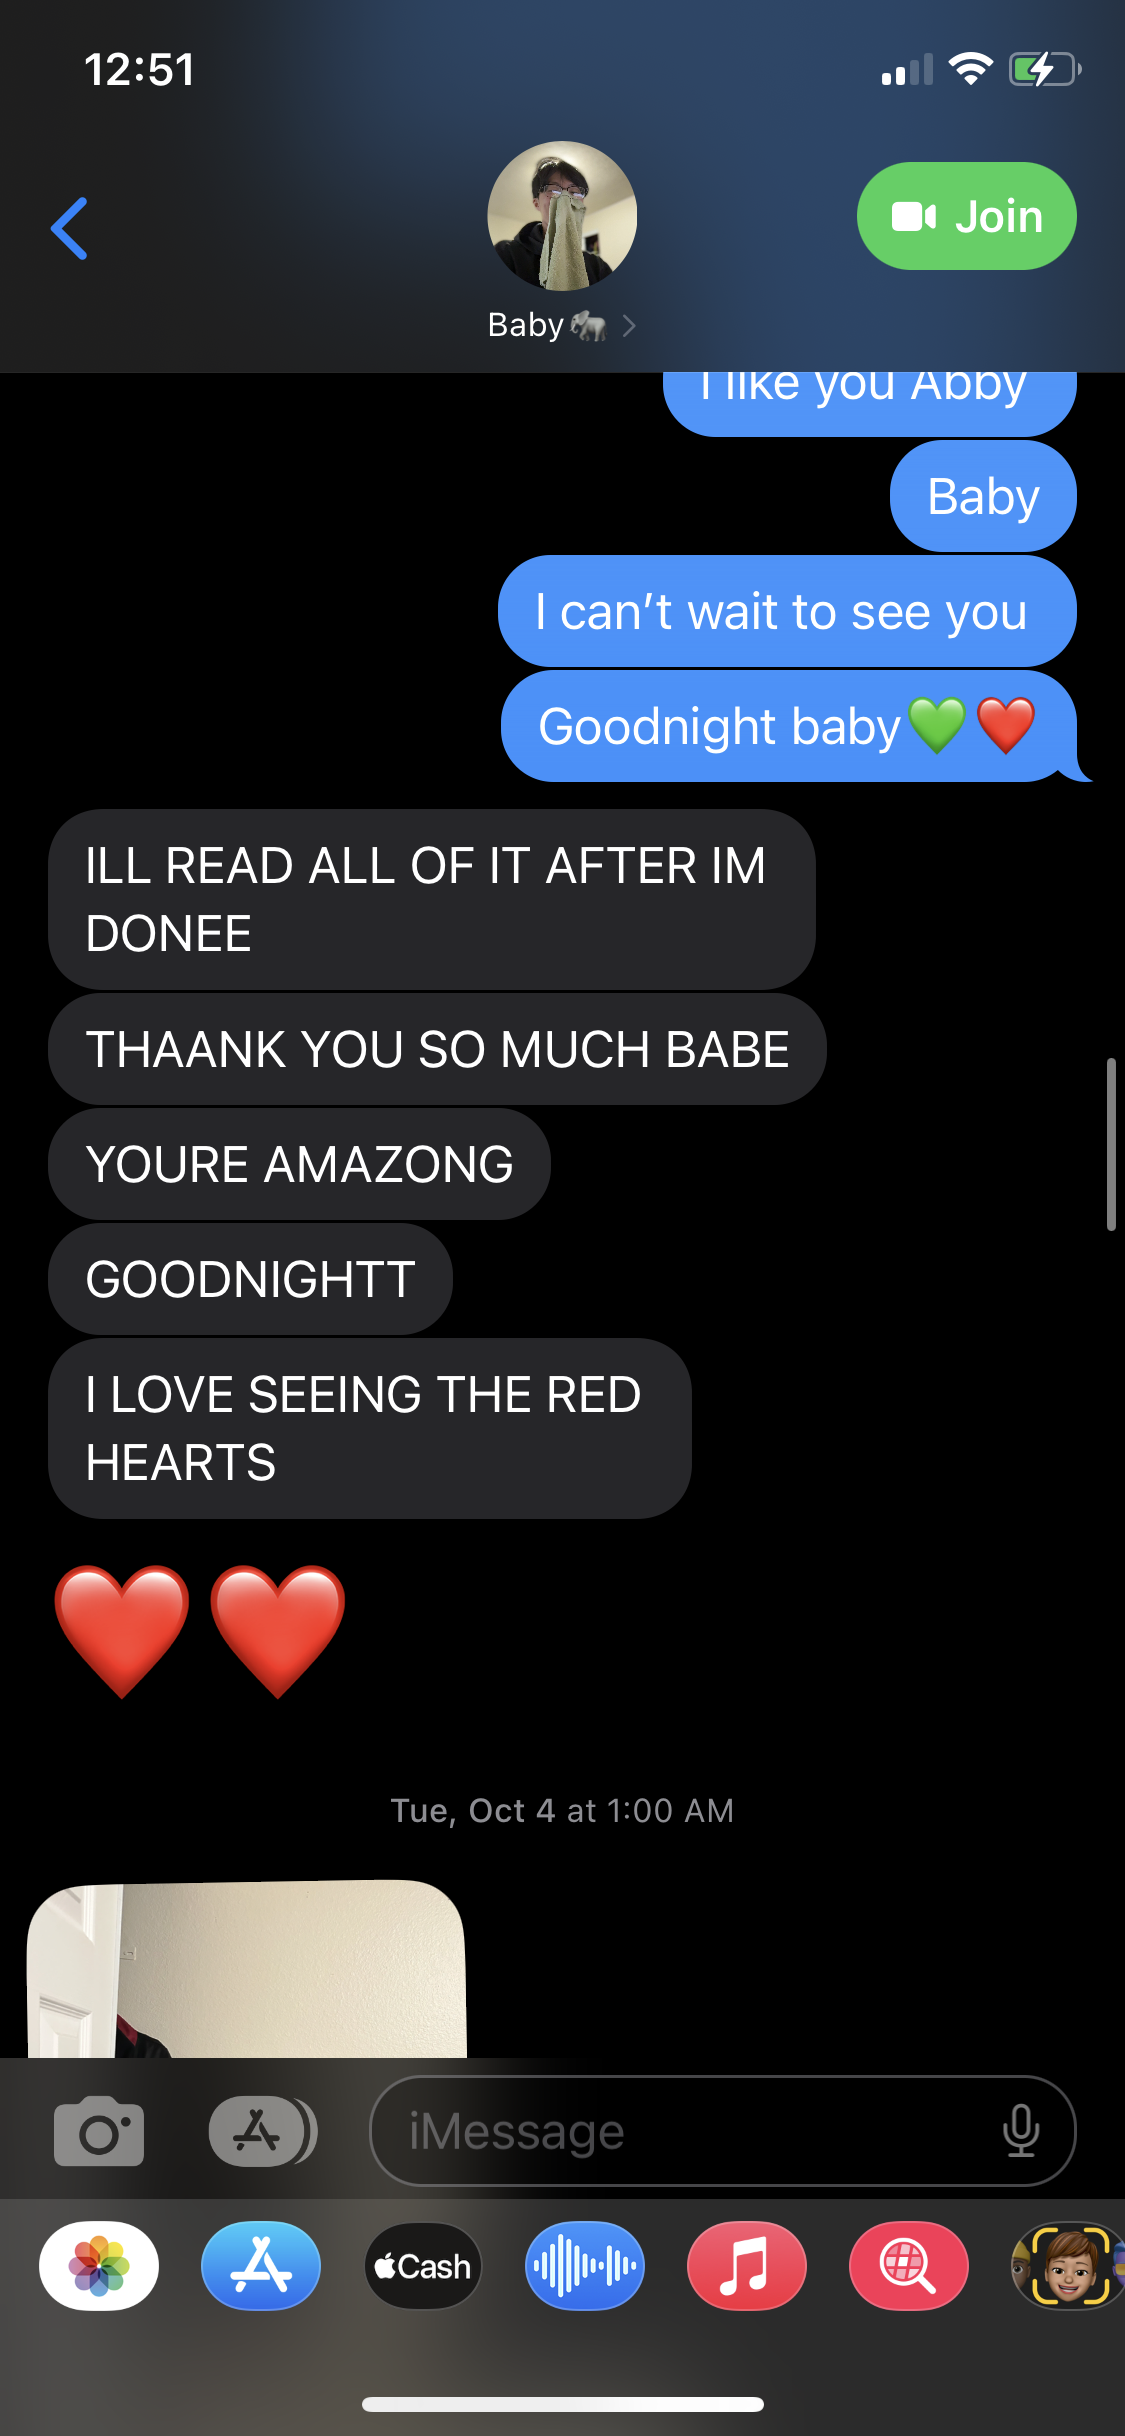 12:51
Join
Baby🐘
I like you Abby
Baby
I can't wait to see you
Goodnight baby💚❤️
ILL READ ALL OF IT AFTER IM
DONEE
THAANK YOU SO MUCH BABE
YOURE AMAZONG
GOODNIGHTT
I LOVE SEEING THE RED
HEARTS
❤️❤️
Tue, Oct 4 at 1:00 AM
iMessage
Cash